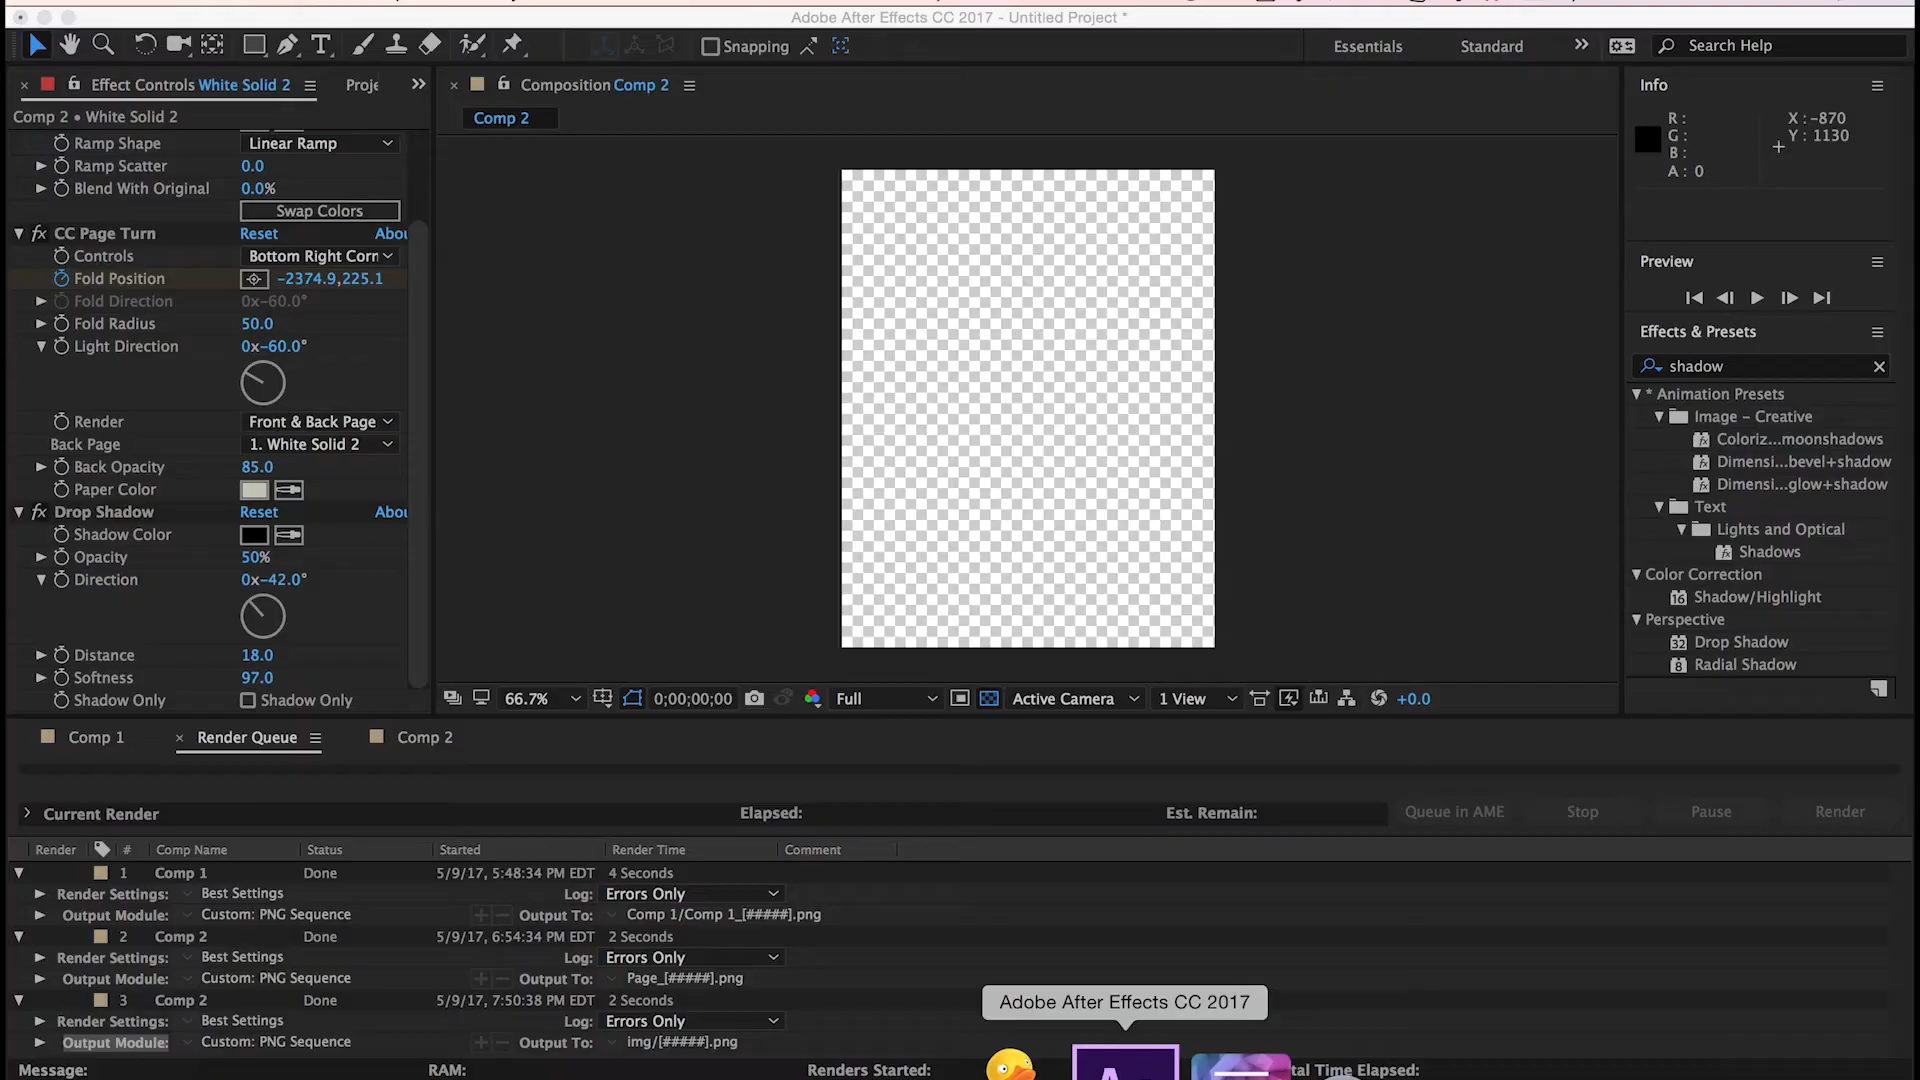 Adobe After Effects CC 2017 - Untitled Project *
Snapping
Essentials
Standard
Search Help
Effect Controls White Solid 2
Proje
Composition Comp 2
Info
Comp 2 • White Solid 2
Comp 2
R :
G :
B :
A : 0
X : -870
Y : 1130
Ramp Shape Linear Ramp
Ramp Scatter 0.0
Blend With Original 0.0%
Swap Colors
fx CC Page Turn Reset Abou
Controls Bottom Right Corn
Fold Position -2374.9,225.1
Fold Direction 0x-60.0°
Fold Radius 50.0
Light Direction 0x-60.0°
Render Front & Back Page
Back Page 1. White Solid 2
Back Opacity 85.0
Paper Color
fx Drop Shadow Reset Abou
Shadow Color
Opacity 50%
Direction 0x-42.0°
Distance 18.0
Softness 97.0
Shadow Only Shadow Only
Preview
Effects & Presets
shadow
* Animation Presets
Image – Creative
Coloriz...moonshadows
Dimensi...bevel+shadow
Dimensi...glow+shadow
Text
Lights and Optical
Shadows
Color Correction
16 Shadow/Highlight
Perspective
32 Drop Shadow
8 Radial Shadow
66.7% 0;00;00;00 Full Active Camera 1 View +0.0
Comp 1 Render Queue Comp 2
Current Render Elapsed: Est. Remain: Queue in AME Stop Pause Render
Render # Comp Name Status Started Render Time Comment
1 Comp 1 Done 5/9/17, 5:48:34 PM EDT 4 Seconds
Render Settings: Best Settings Log: Errors Only
Output Module: Custom: PNG Sequence Output To: Comp 1/Comp 1_[#####].png
2 Comp 2 Done 5/9/17, 6:54:34 PM EDT 2 Seconds
Render Settings: Best Settings Log: Errors Only
Output Module: Custom: PNG Sequence Output To: Page_[#####].png
3 Comp 2 Done 5/9/17, 7:50:38 PM EDT 2 Seconds
Render Settings: Best Settings Log: Errors Only
Output Module: Custom: PNG Sequence Output To: img/[#####].png
Adobe After Effects CC 2017
Message: RAM: Renders Started: tal Time Elapsed: